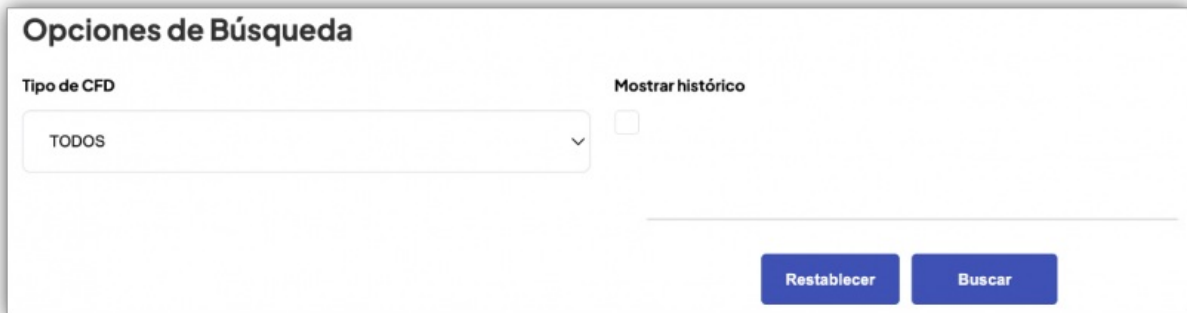 Opciones de Búsqueda
Tipo de CFD
Mostrar histórico
TODOS
Restablecer
Buscar